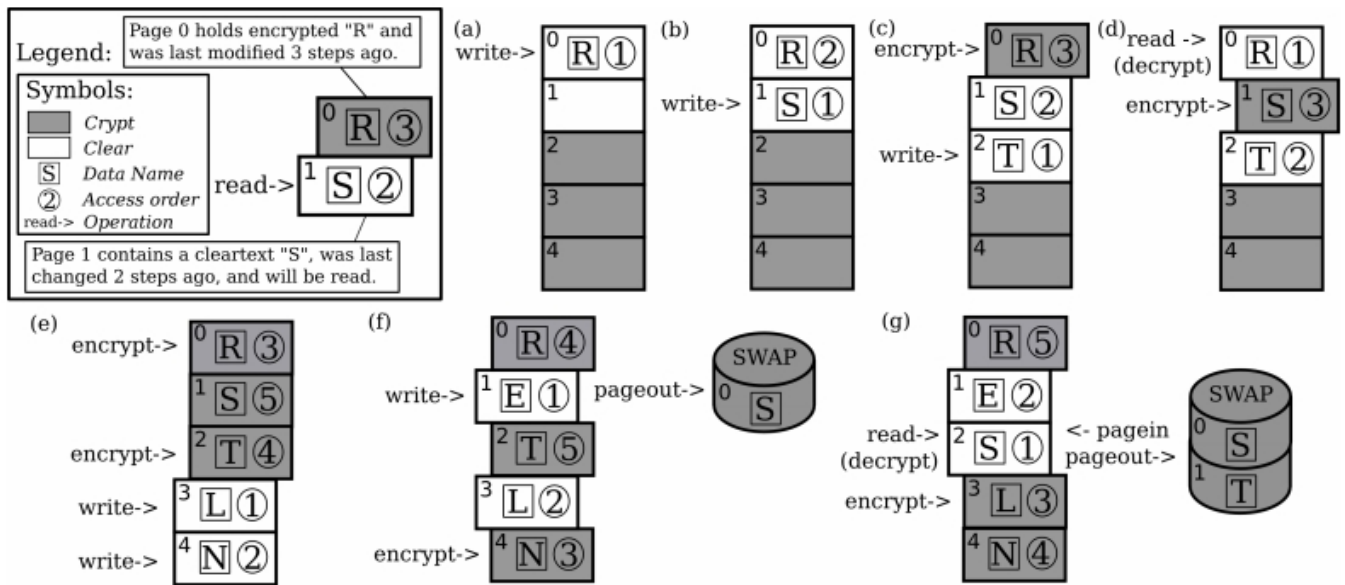 Legend:
Page 0 holds encrypted "R" and
was last modified 3 steps ago.
Symbols:
Crypt
Clear
S Data Name
2 Access order
read-> Operation
0 R 3
read-> 1 S 2
Page 1 contains a cleartext "S", was last
changed 2 steps ago, and will be read.
(a)
write-> 0 R 1
1
2
3
4
(b)
0 R 2
write-> 1 S 1
2
3
4
(c)
encrypt-> 0 R 3
1 S 2
write-> 2 T 1
3
4
(d)
read -> 0 R 1
(decrypt)
encrypt-> 1 S 3
2 T 2
3
4
(e)
encrypt-> 0 R 3
1 S 5
encrypt-> 2 T 4
write-> 3 L 1
write-> 4 N 2
(f)
0 R 4
write-> 1 E 1
2 T 5
3 L 2
encrypt-> 4 N 3
pageout->
SWAP
0 S
(g)
0 R 5
1 E 2
read-> 2 S 1
(decrypt)
encrypt-> 3 L 3
4 N 4
<- pagein
pageout->
SWAP
0 S
1 T